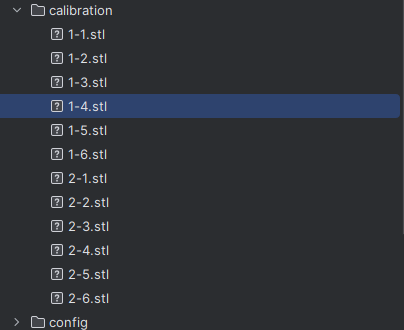 calibration
1-1.stl
1-2.stl
1-3.stl
1-4.stl
1-5.stl
1-6.stl
2-1.stl
2-2.stl
2-3.stl
2-4.stl
2-5.stl
2-6.stl
config